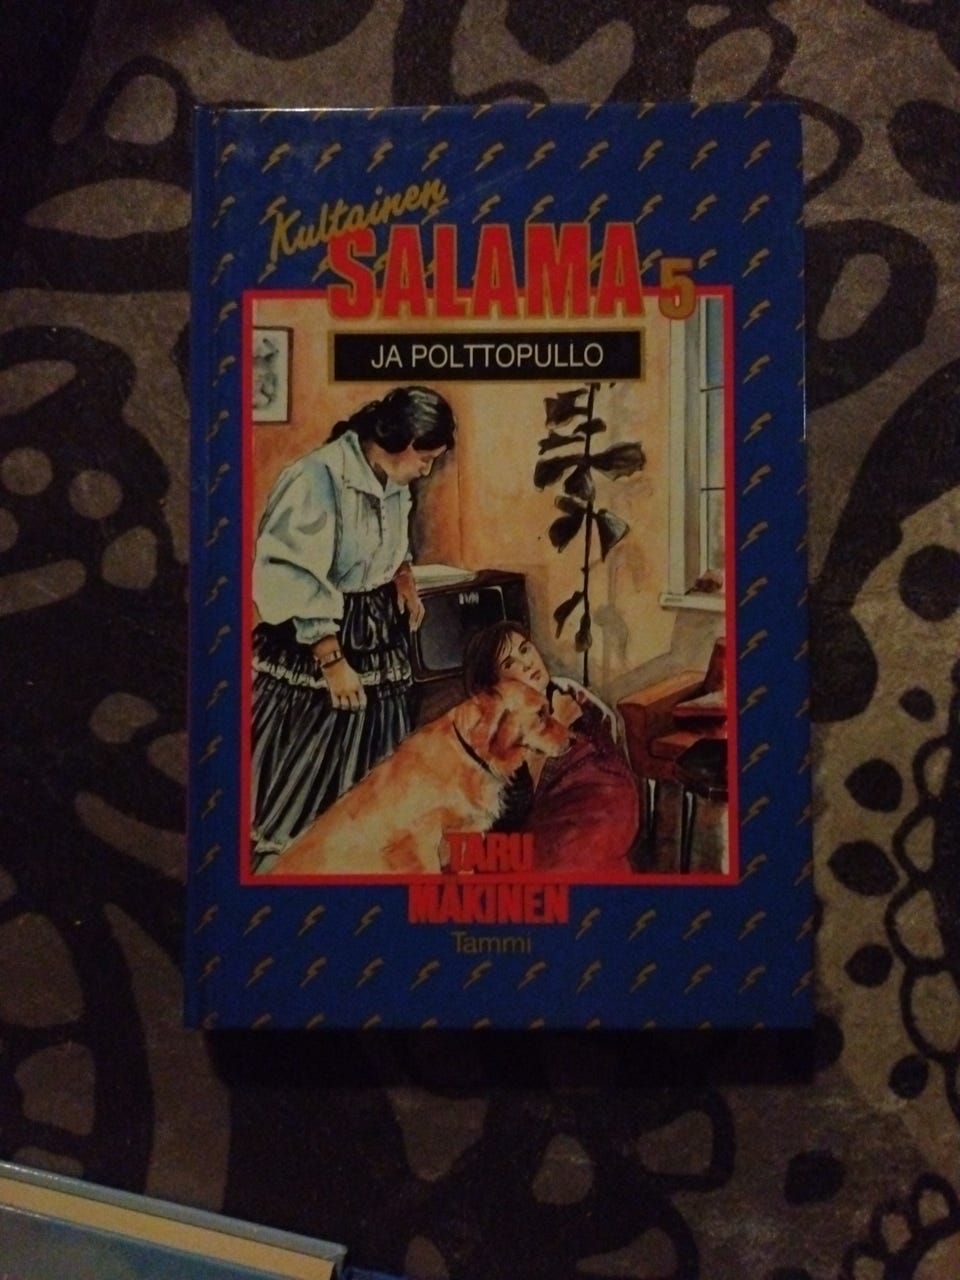 Kultainen
SALAMA 5
JA POLTTOPULLO
TARU
MÄKINEN
Tammi